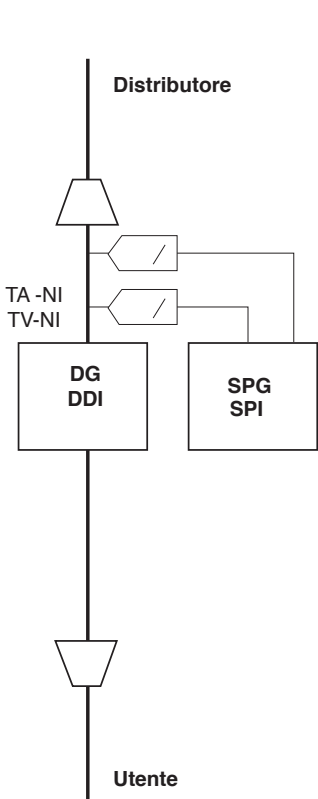 Distributore
TA -NI
TV-NI
DG
DDI
SPG
SPI
Utente